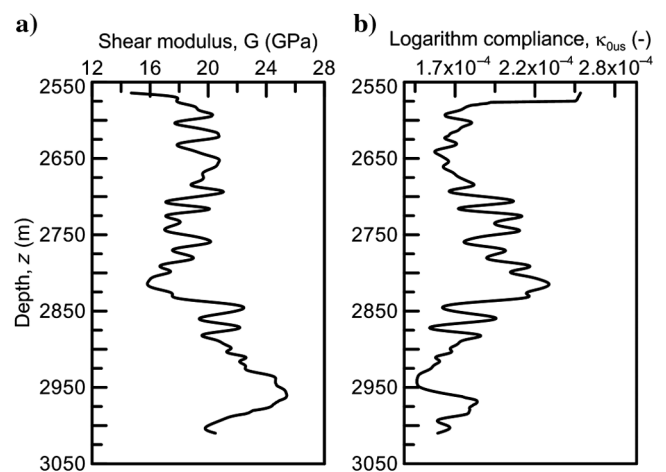 a)
Shear modulus, G (GPa)
12 16 20 24 28
2550
2650
2750
2850
2950
3050
Depth, z (m)
b)
Logarithm compliance, κ0us (-)
1.7x10–4 2.2x10–4 2.8x10–4
2550
2650
2750
2850
2950
3050